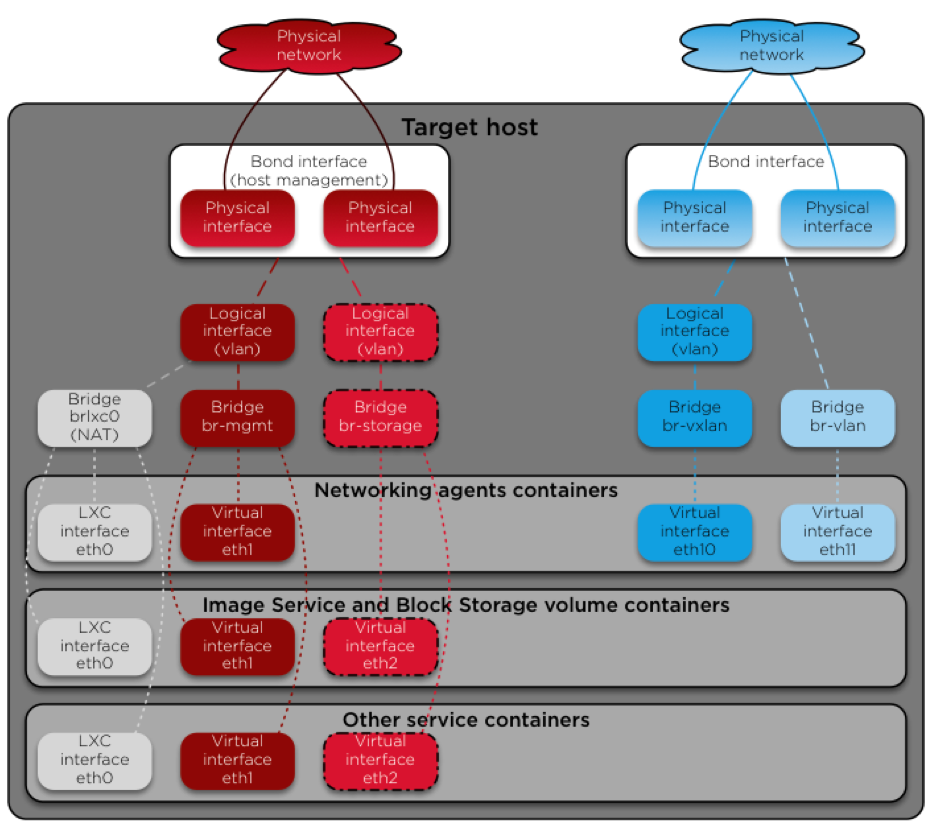 Physical
network
Physical
network
Target host
Bond interface
(host management)
Physical
interface
Physical
interface
Bond interface
Physical
interface
Physical
interface
Logical
interface
(vlan)
Logical
interface
(vlan)
Logical
interface
(vlan)
Bridge
brlxc0
(NAT)
Bridge
br-mgmt
Bridge
br-storage
Bridge
br-vxlan
Bridge
br-vlan
Networking agents containers
LXC
interface
eth0
Virtual
interface
eth1
Virtual
interface
eth10
Virtual
interface
eth11
Image Service and Block Storage volume containers
LXC
interface
eth0
Virtual
interface
eth1
Virtual
interface
eth2
Other service containers
LXC
interface
eth0
Virtual
interface
eth1
Virtual
interface
eth2